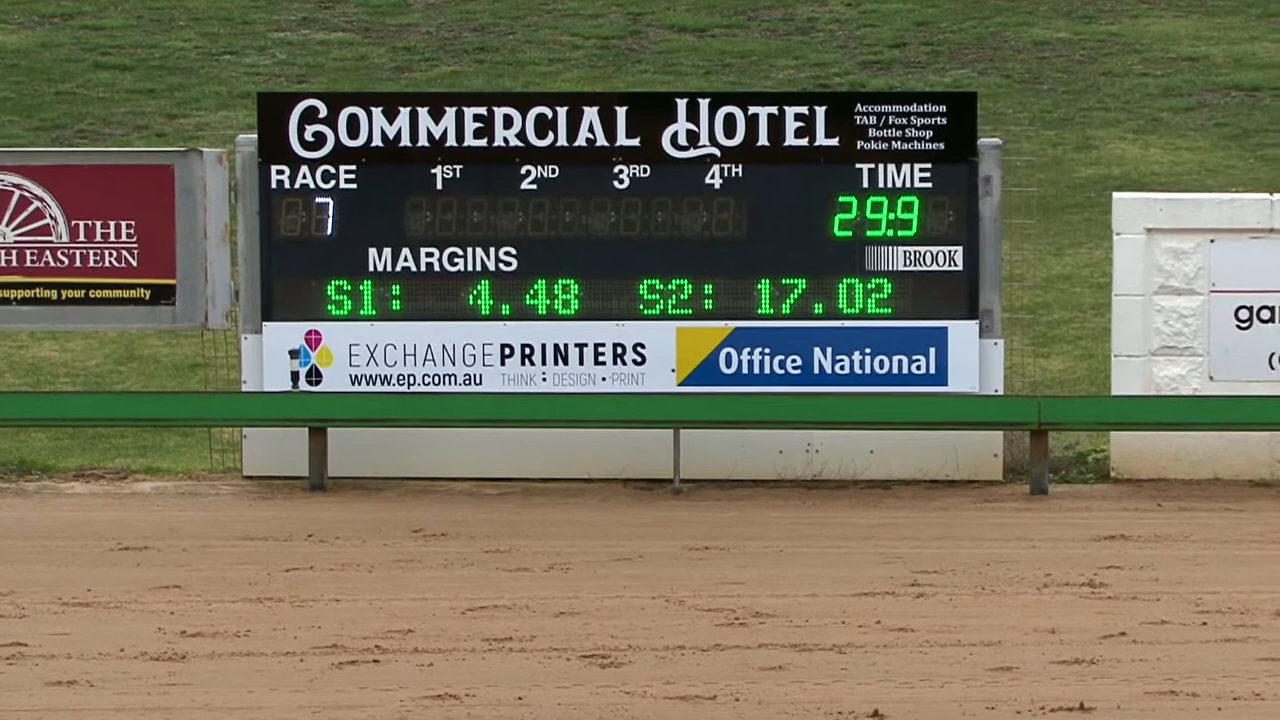 COMMERCIAL HOTEL
Accommodation
TAB / Fox Sports
Bottle Shop
Pokie Machines
RACE 1ST 2ND 3RD 4TH TIME
7 29:9
MARGINS BROOK
S1: 4.48 S2: 17.02
EXCHANGEPRINTERS
www.ep.com.au THINK : DESIGN • PRINT
Office National
THE
EASTERN
supporting your community